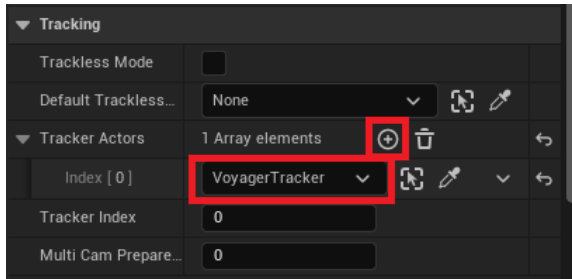 Tracking
Trackless Mode
Default Trackless... None
Tracker Actors 1 Array elements
Index [ 0 ] VoyagerTracker
Tracker Index 0
Multi Cam Prepare... 0